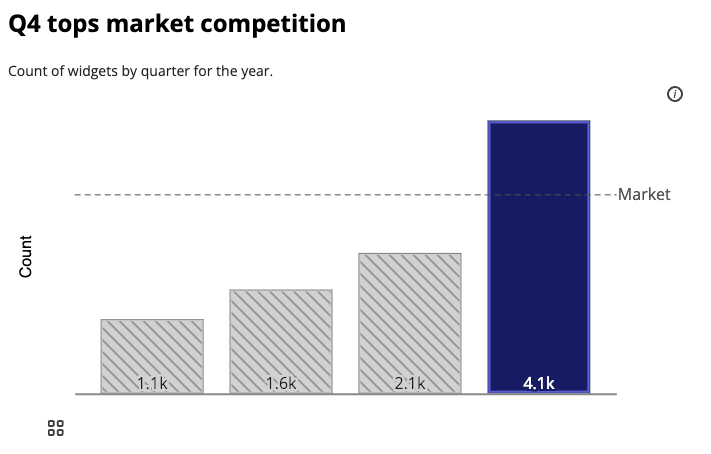 Q4 tops market competition
Count of widgets by quarter for the year.
i
Market
Count
1.1k
1.6k
2.1k
4.1k